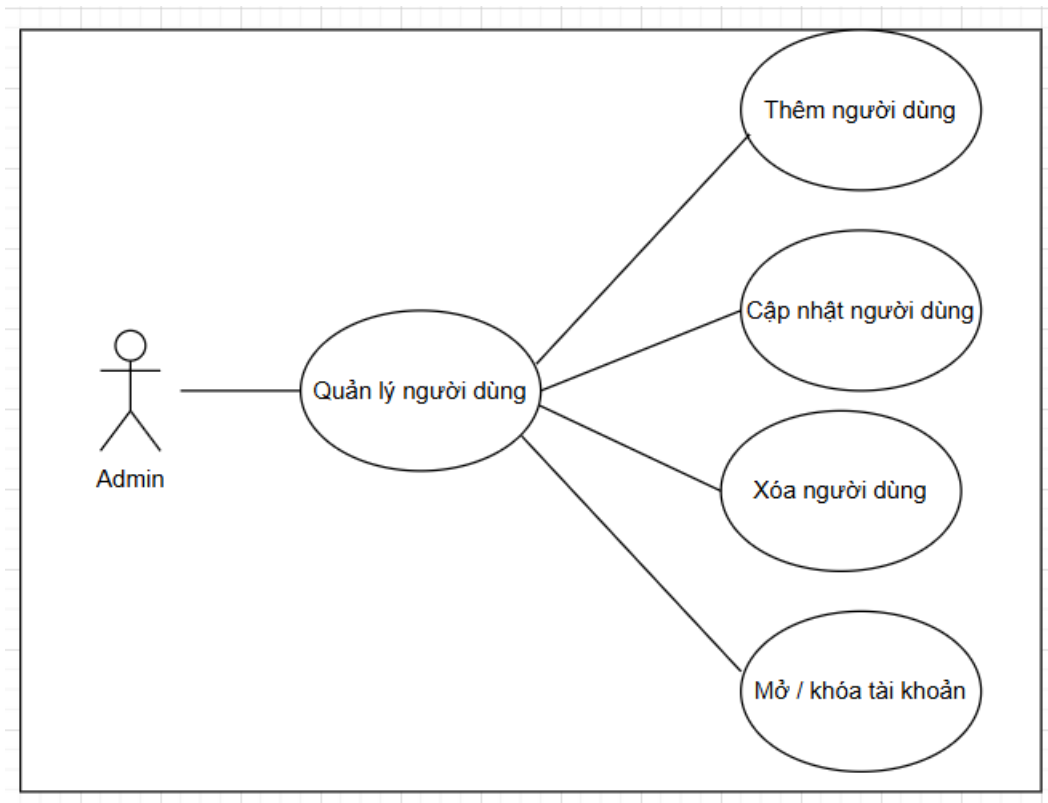 Thêm người dùng
Cập nhật người dùng
Quản lý người dùng
Admin
Xóa người dùng
Mở / khóa tài khoản